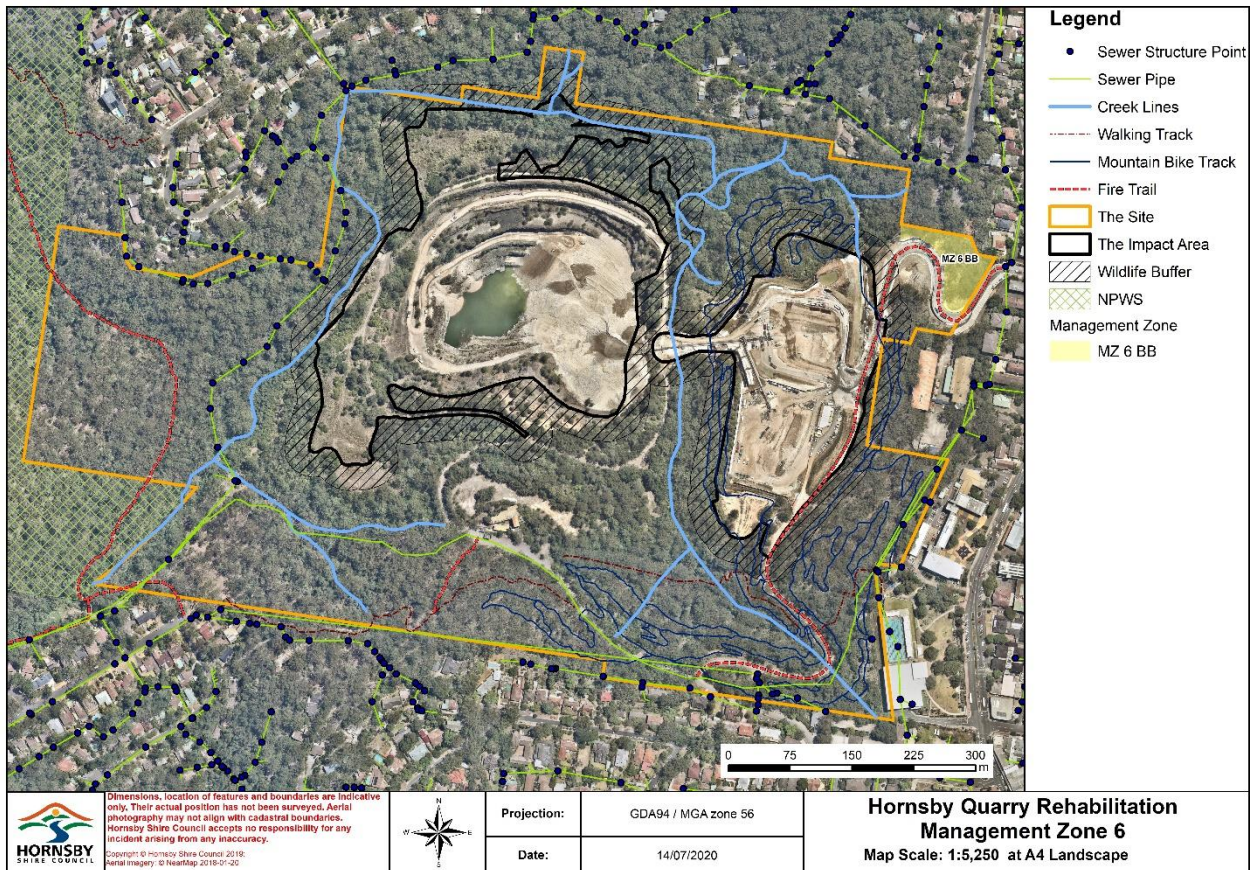 MZ 6 BB
0 75 150 225 300
m
Legend
Sewer Structure Point
Sewer Pipe
Creek Lines
Walking Track
Mountain Bike Track
Fire Trail
The Site
The Impact Area
Wildlife Buffer
NPWS
Management Zone
MZ 6 BB
HORNSBY
SHIRE COUNCIL
Dimensions, location of features and boundaries are indicative
only. Their actual position has not been surveyed. Aerial
photography may not align with cadastral boundaries.
Hornsby Shire Council accepts no responsibility for any
incident arising from any inaccuracy.
Copyright © Hornsby Shire Council 2019;
Aerial imagery: © NearMap 2018-01-20
N
W E
S
Projection: GDA94 / MGA zone 56
Date: 14/07/2020
Hornsby Quarry Rehabilitation
Management Zone 6
Map Scale: 1:5,250 at A4 Landscape